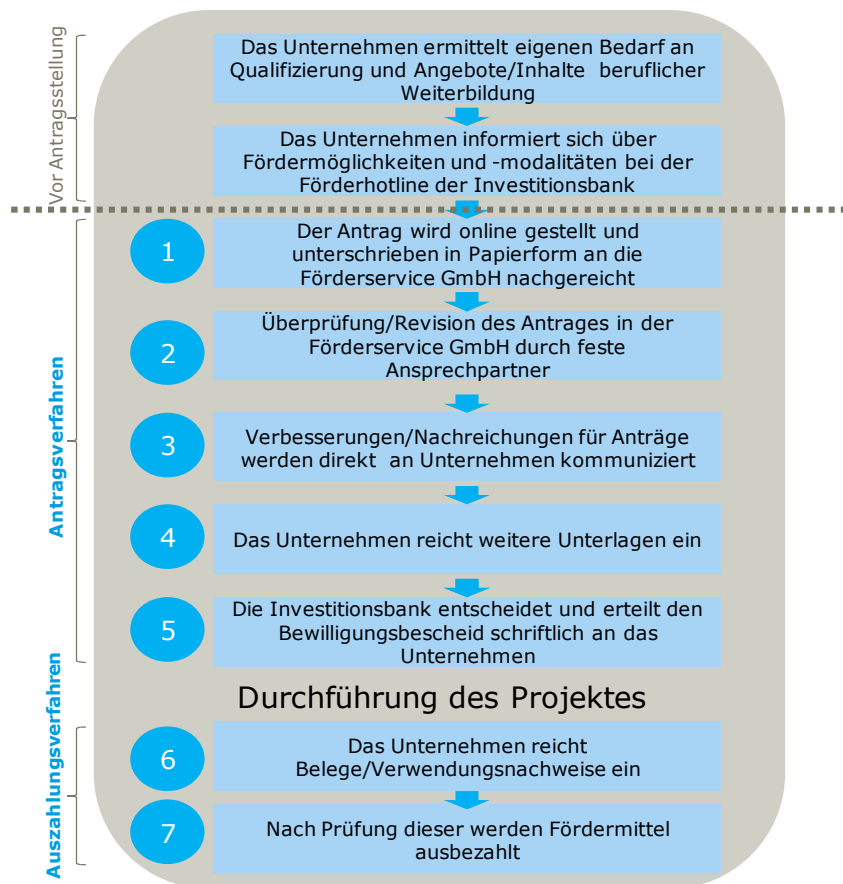 Vor Antragsstellung
Das Unternehmen ermittelt eigenen Bedarf an
Qualifizierung und Angebote/Inhalte beruflicher
Weiterbildung
Das Unternehmen informiert sich über
Fördermöglichkeiten und -modalitäten bei der
Förderhotline der Investitionsbank
Antragsverfahren
1
Der Antrag wird online gestellt und
unterschrieben in Papierform an die
Förderservice GmbH nachgereicht
2
Überprüfung/Revision des Antrages in der
Förderservice GmbH durch feste
Ansprechpartner
3
Verbesserungen/Nachreichungen für Anträge
werden direkt an Unternehmen kommuniziert
4
Das Unternehmen reicht weitere Unterlagen ein
5
Die Investitionsbank entscheidet und erteilt den
Bewilligungsbescheid schriftlich an das
Unternehmen
Durchführung des Projektes
Auszahlungsverfahren
6
Das Unternehmen reicht
Belege/Verwendungsnachweise ein
7
Nach Prüfung dieser werden Fördermittel
ausbezahlt